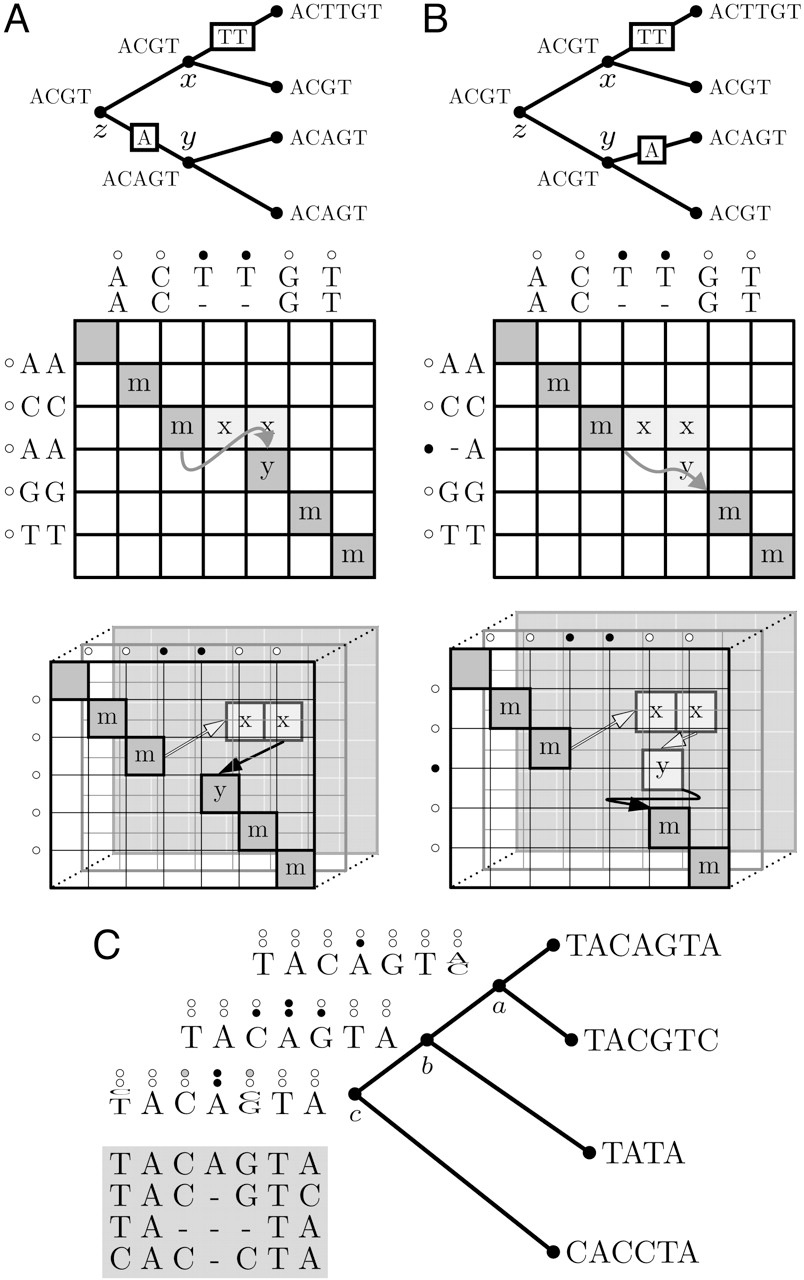 A
ACGT
TT
ACTTGT
x
ACGT
ACGT
z
A
y
ACAGT
ACAGT
ACAGT
A C T T G T
A C - - G T
A A
C C
A A
G G
T T
m
m x x
y
m
m
m
m
x x
y
m
m
B
ACGT
TT
ACTTGT
x
ACGT
ACGT
z
y
A
ACAGT
ACGT
ACGT
A C T T G T
A C - - G T
A A
C C
- A
G G
T T
m
m x x
y
m
m
m
m
x x
y
m
m
C
T A C A G T A C
TACAGTA
a
T A C A G T A
TACGTC
b
C T A C A G C T A
c
TATA
T A C A G T A
T A C - G T C
T A - - - T A
C A C - C T A
CACCTA